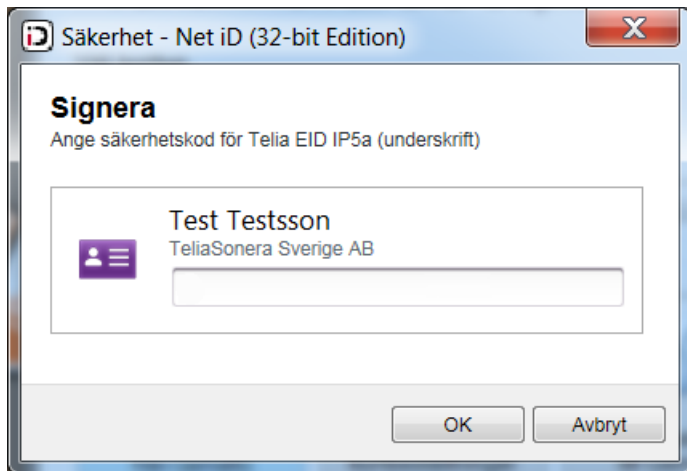 iD Säkerhet - Net iD (32-bit Edition)
Signera
Ange säkerhetskod för Telia EID IP5a (underskrift)
Test Testsson
TeliaSonera Sverige AB
OK Avbryt